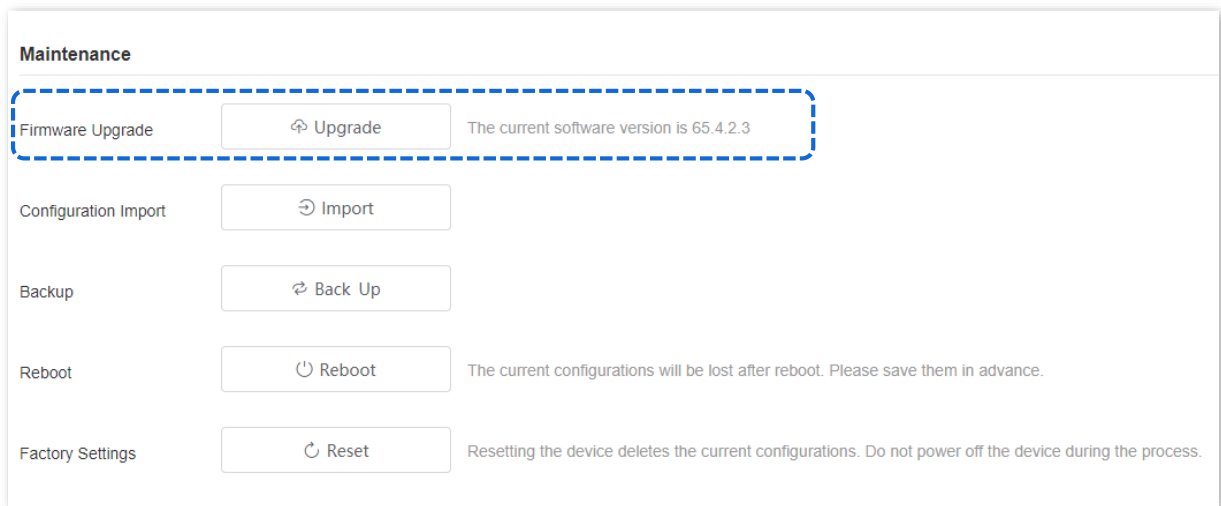 Maintenance
Firmware Upgrade Upgrade The current software version is 65.4.2.3
Configuration Import Import
Backup Back Up
Reboot Reboot The current configurations will be lost after reboot. Please save them in advance.
Factory Settings Reset Resetting the device deletes the current configurations. Do not power off the device during the process.